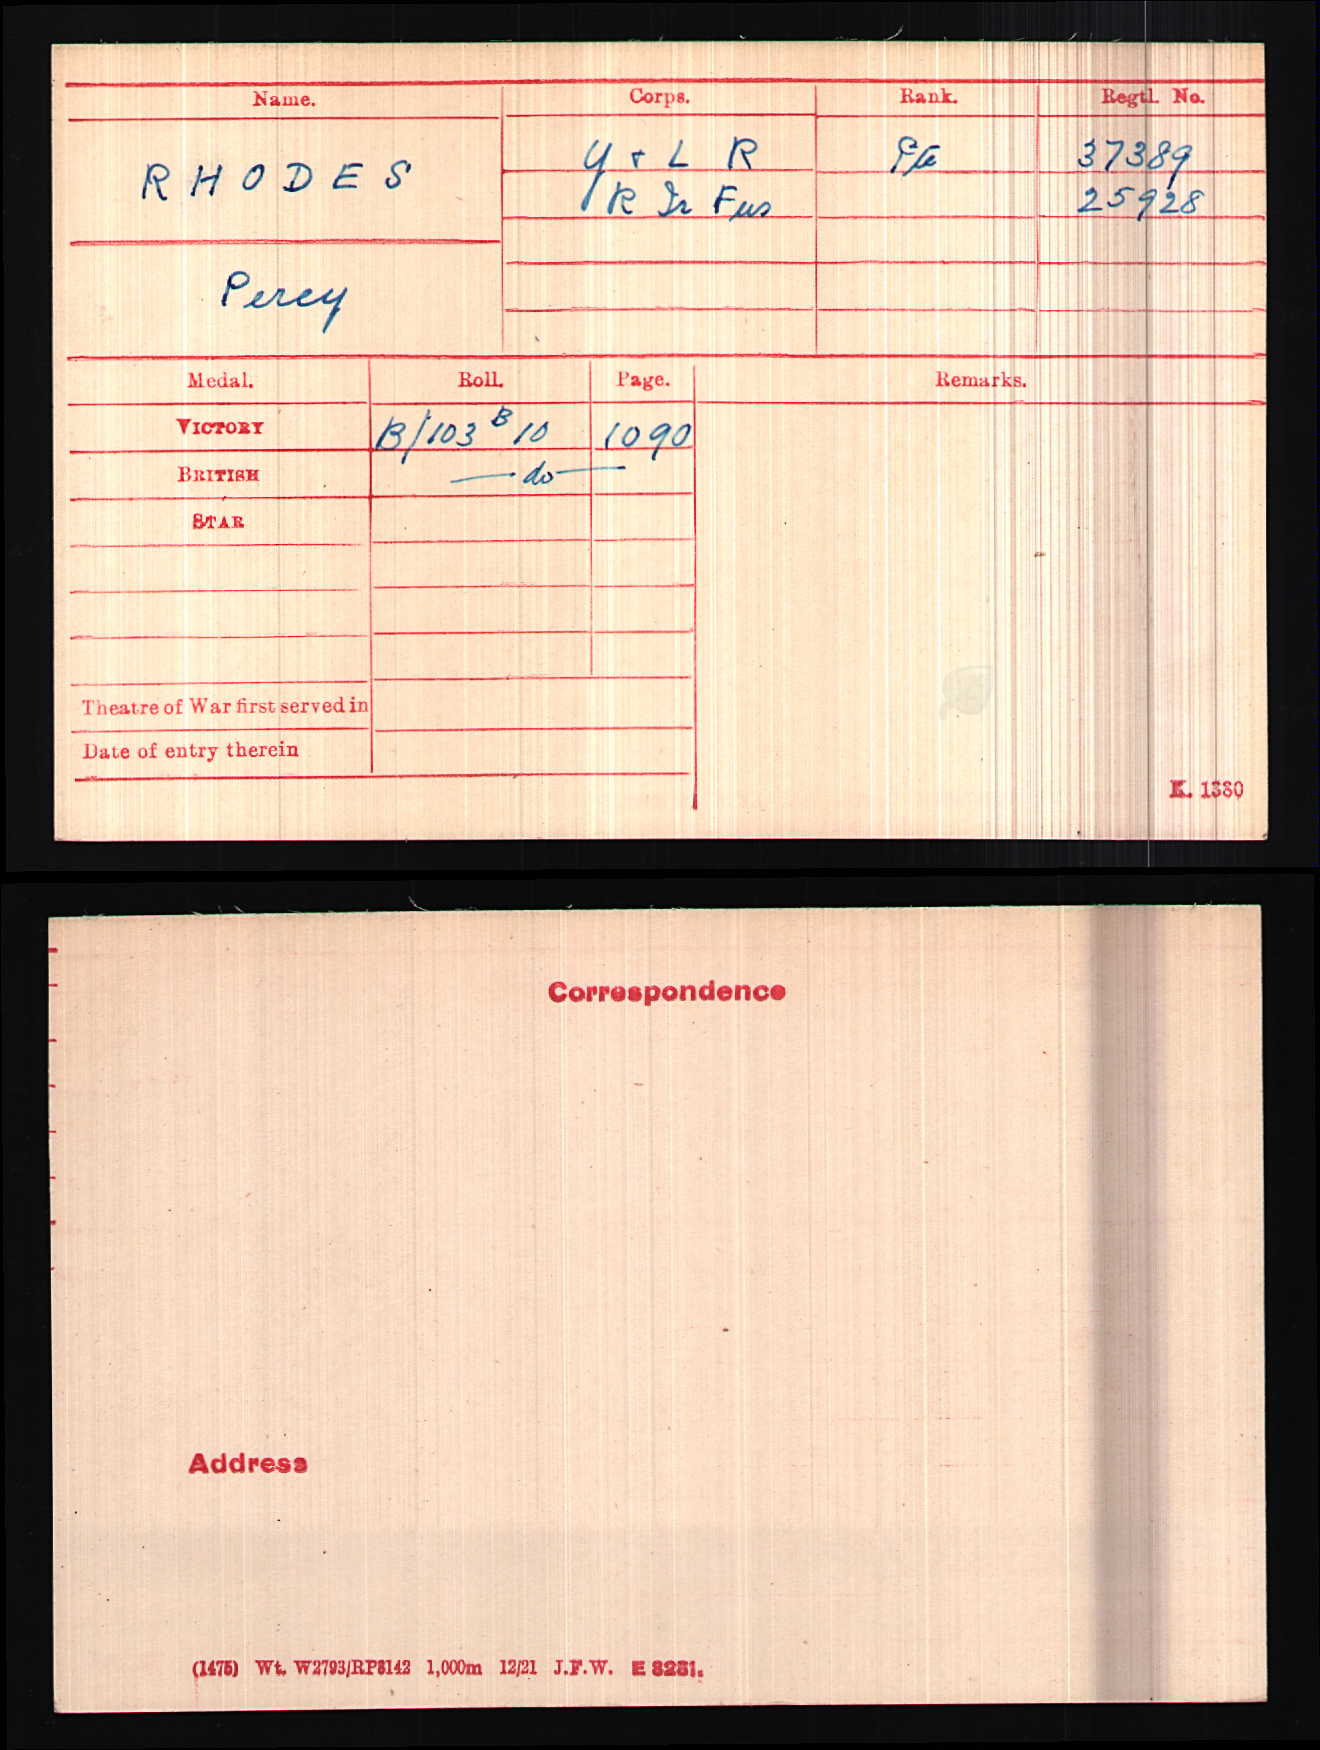 Name. Corps. Rank. Regtl. No.
RHODES Y + L R Pte 37389
R Ir Fus 25928
Percy
Medal. Roll. Page. Remarks.
VICTORY B/103 B10 1090
BRITISH do
STAR
Theatre of War first served in
Date of entry therein
K. 1380
Correspondence
Address
(1475) Wt. W2793/RP3142 1,000m 12/21 J.F.W. E 8281.